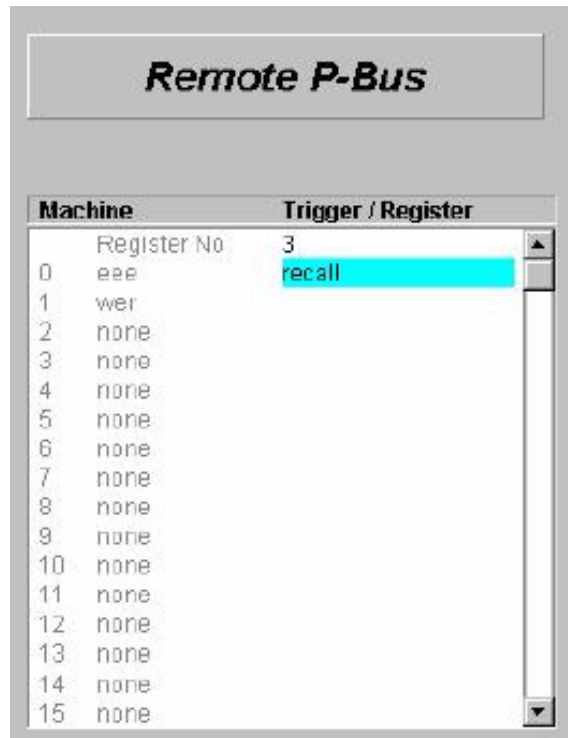 Remote P-Bus
Machine Trigger / Register
Register No 3
0 eee recall
1 wer
2 none
3 none
4 none
5 none
6 none
7 none
8 none
9 none
10 none
11 none
12 none
13 none
14 none
15 none